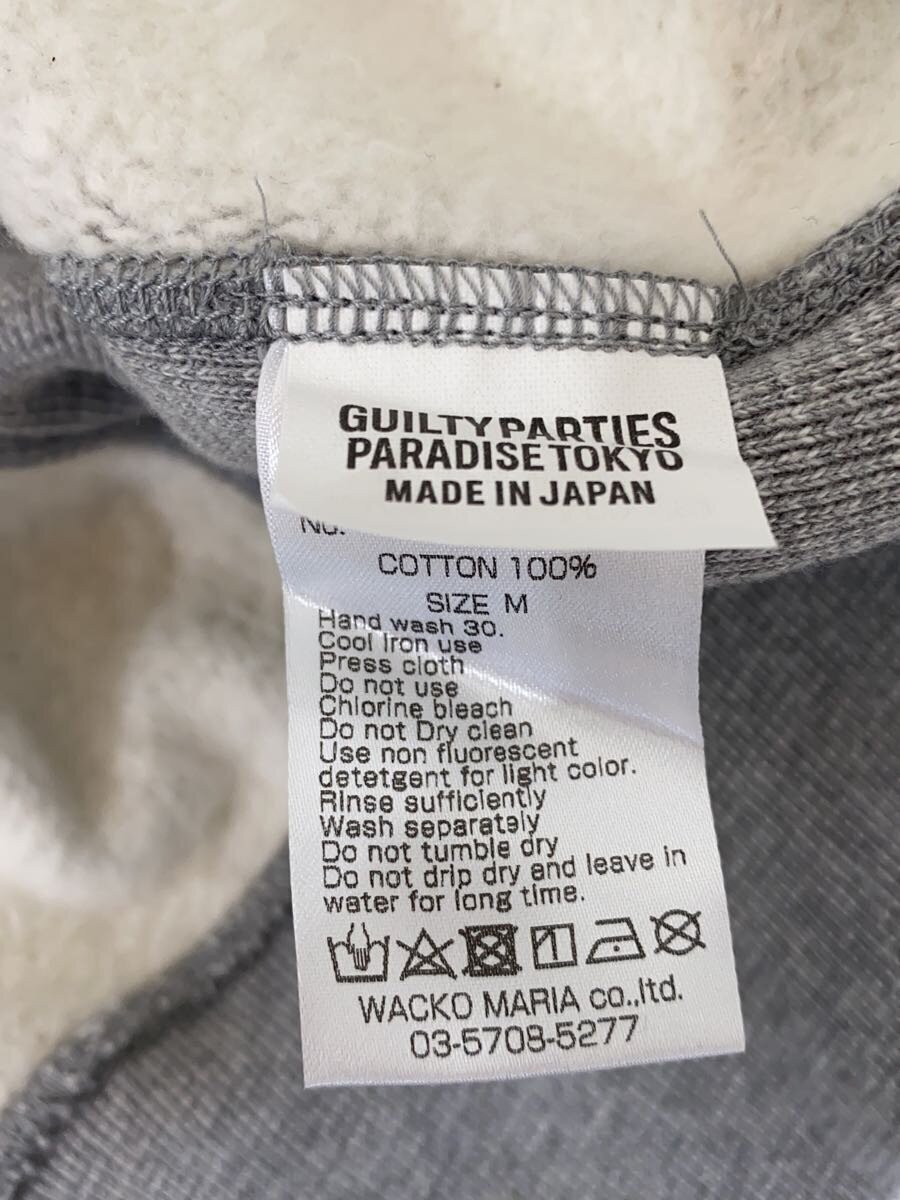 GUILTY PARTIES
PARADISE TOKYO
MADE IN JAPAN
No.
COTTON 100%
SIZE M
Hand wash 30.
Cool Iron use
Press cloth
Do not use
Chlorine bleach
Do not Dry clean
Use non fluorescent
detetgent for light color.
Rinse sufficiently
Wash separately
Do not tumble dry
Do not drip dry and leave in
water for long time.
WACKO MARIA co.,ltd.
03-5708-5277